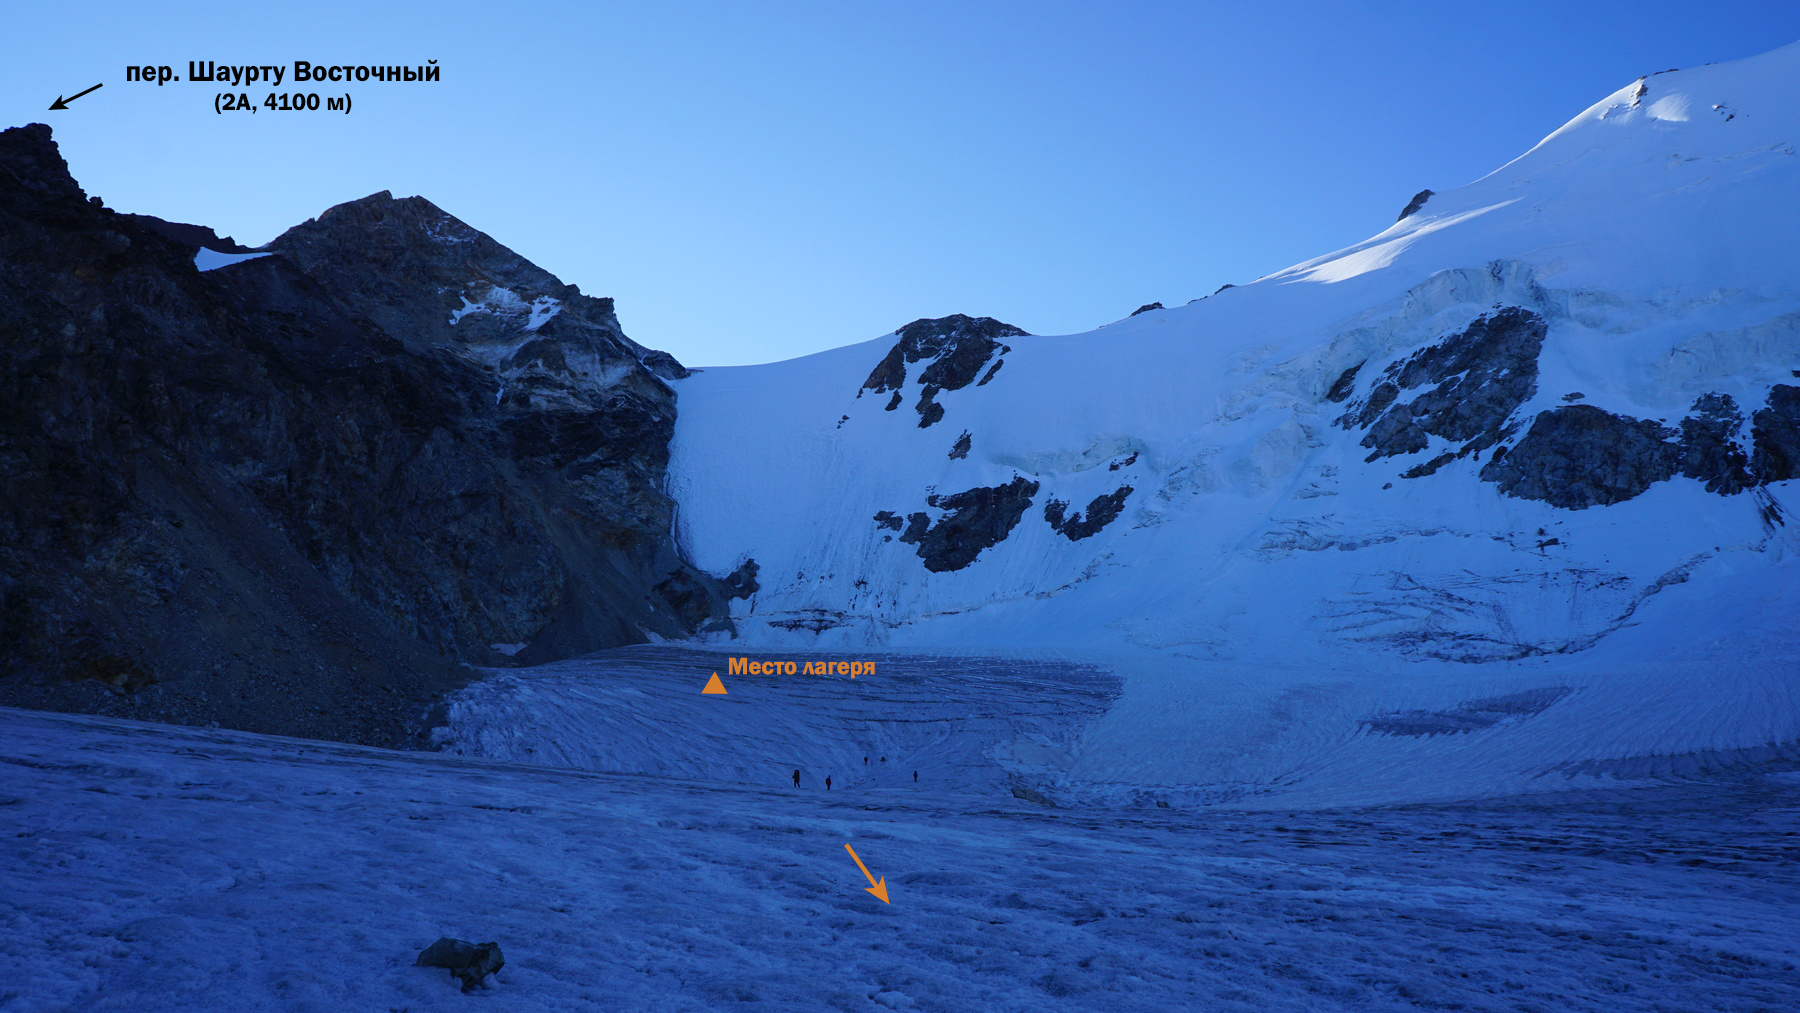 пер. Шаурту Восточный
(2А, 4100 м)
Место лагеря